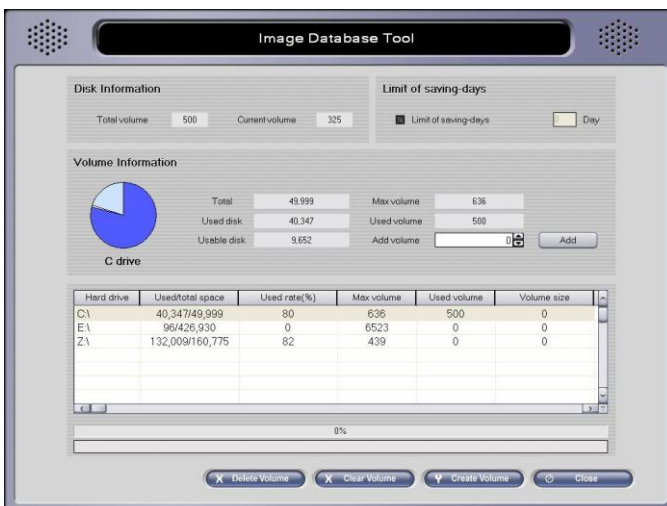 Image Database Tool
Disk Information
Limit of saving-days
Total volume 500 Current volume 325
Limit of saving-days Day
Volume Information
Total 49,999 Max volume 636
Used disk 40,347 Used volume 500
Usable disk 9,652 Add volume 0 Add
C drive
Hard drive Used/total space Used rate(%) Max volume Used volume Volume size
C:\ 40,347/49,999 80 636 500 0
E:\ 96/426,930 0 6523 0 0
Z:\ 132,009/160,775 82 439 0 0
0%
X Delete Volume X Clear Volume Y Create Volume Close